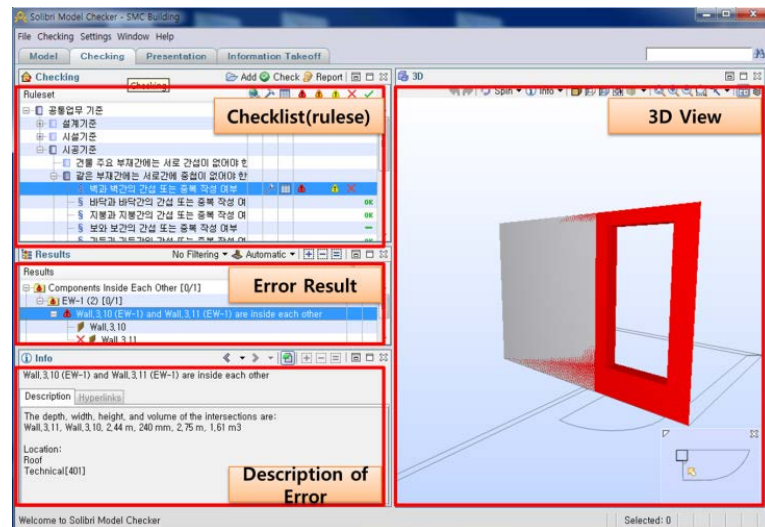 Solibri Model Checker - SMC Building
File Checking Settings Window Help
Model Checking Presentation Information Takeoff
Checking Add Check Report
Checking
Ruleset
Checklist(rulese)
공통업무 기준
설계기준
시설기준
시공기준
건물 주요 부재간에는 서로 간섭이 없어야 한
같은 부재간에는 서로간에 중첩이 없어야 한
§ 벽과 벽간의 간섭 또는 중복 작성 여부
§ 바닥과 바닥간의 간섭 또는 중복 작성 여 OK
§ 지붕과 지붕간의 간섭 또는 중복 작성 여 OK
§ 보와 보간의 간섭 또는 중복 작성 여부
Results No Filtering Automatic
Results
Error Result
Components Inside Each Other [0/1]
EW-1 (2) [0/1]
Wall,3,10 (EW-1) and Wall,3,11 (EW-1) are inside each other
Wall,3,10
Wall,3,11
Info
Wall,3,10 (EW-1) and Wall,3,11 (EW-1) are inside each other
Description Hyperlinks
The depth, width, height, and volume of the intersections are:
Wall,3,11, Wall,3,10, 2,44 m, 240 mm, 2,75 m, 1,61 m3
Location:
Roof
Technical[401]
Description of
Error
3D
Spin Info
3D View
Welcome to Solibri Model Checker
Selected: 0